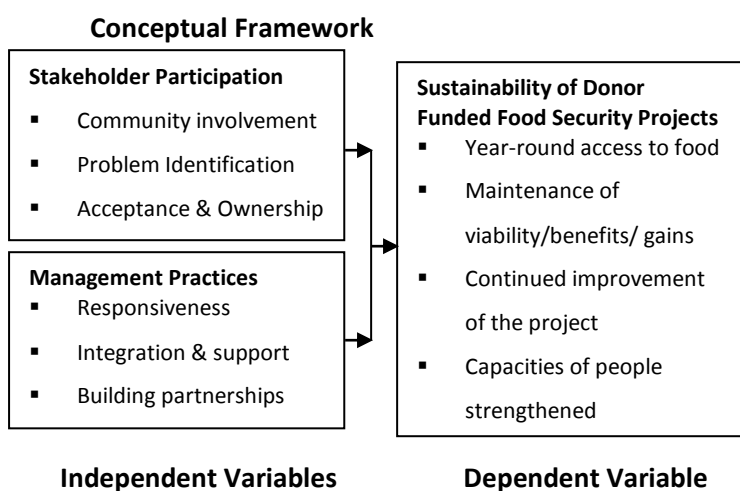 Conceptual Framework
Stakeholder Participation
▪ Community involvement
▪ Problem Identification
▪ Acceptance & Ownership
Management Practices
▪ Responsiveness
▪ Integration & support
▪ Building partnerships
Sustainability of Donor
Funded Food Security Projects
▪ Year-round access to food
▪ Maintenance of
viability/benefits/ gains
▪ Continued improvement
of the project
▪ Capacities of people
strengthened
Independent Variables
Dependent Variable